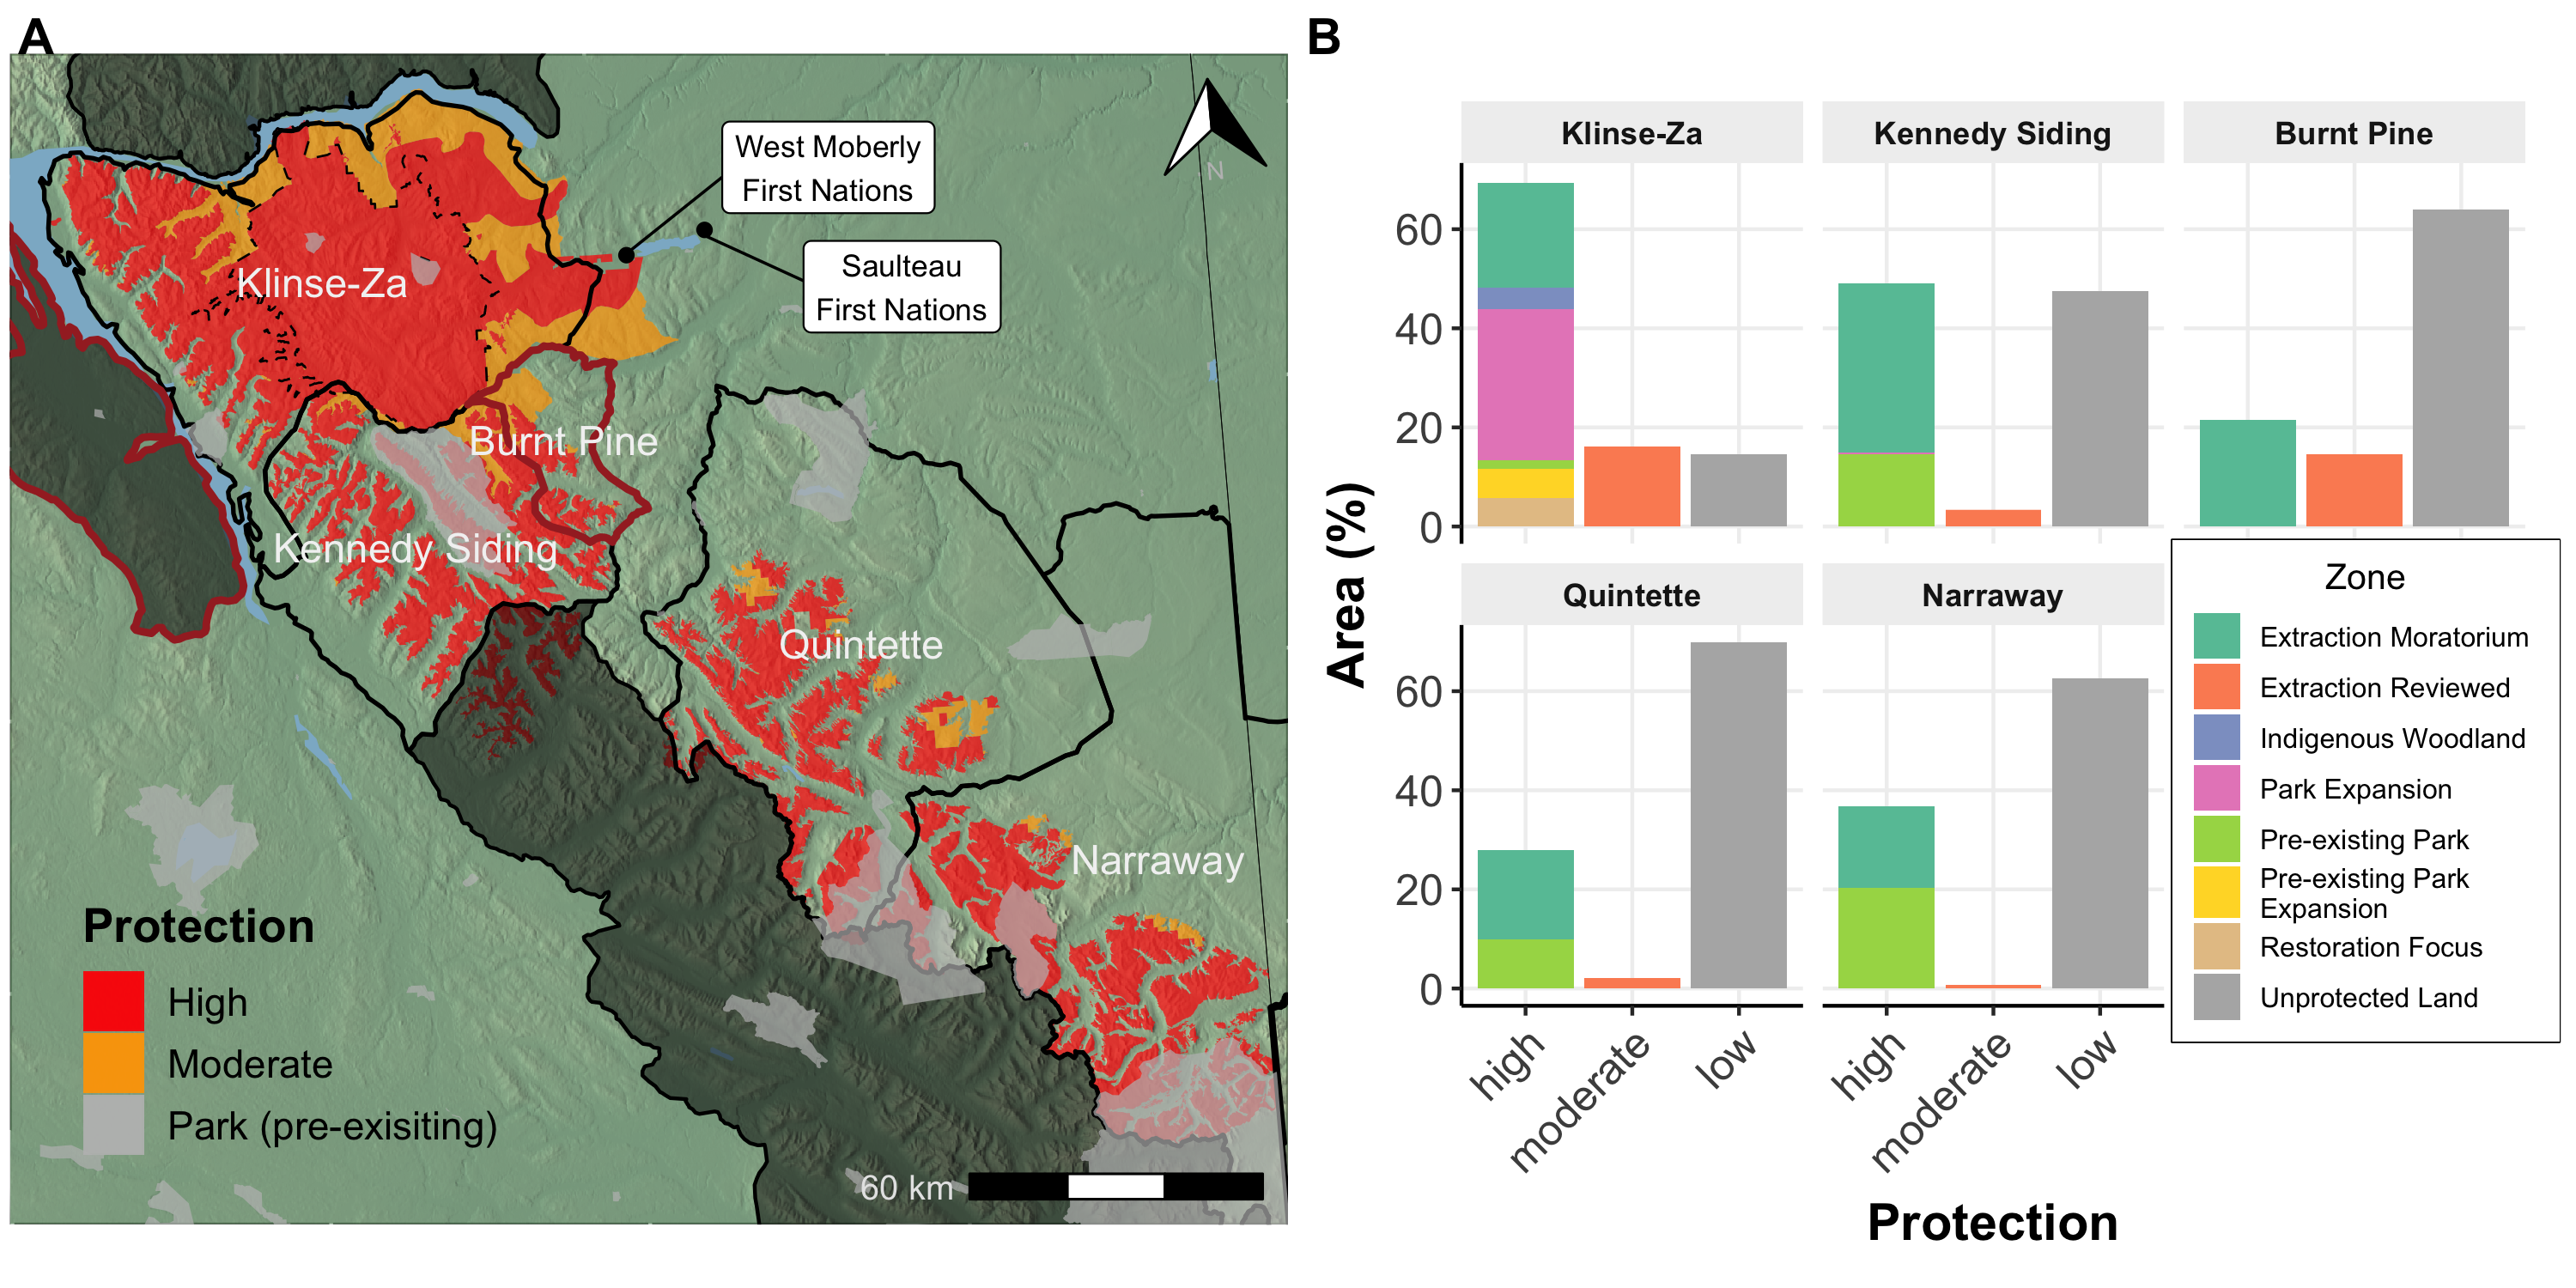 A
West Moberly
First Nations
Saulteau
First Nations
N
Klinse-Za
Burnt Pine
Kennedy Siding
Quintette
Narraway
Protection
High
Moderate
Park (pre-exisiting)
60 km
B
Klinse-Za
Kennedy Siding
Burnt Pine
60
40
20
0
Area (%)
Quintette
Narraway
60
40
20
0
high
moderate
low
high
moderate
low
Protection
Zone
Extraction Moratorium
Extraction Reviewed
Indigenous Woodland
Park Expansion
Pre-existing Park
Pre-existing Park
Expansion
Restoration Focus
Unprotected Land